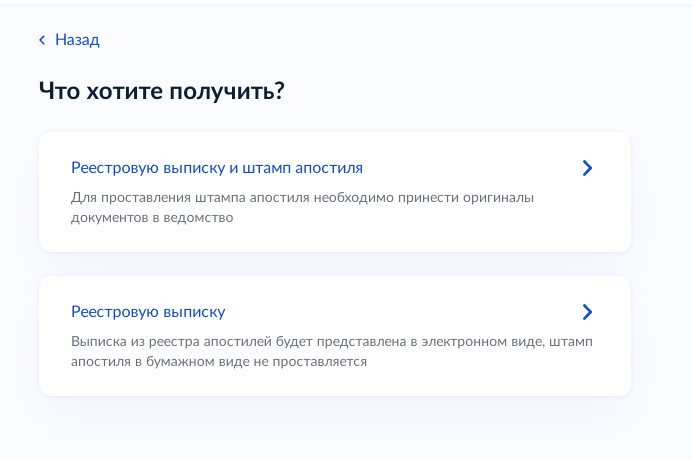 Назад
Что хотите получить?
Реестровую выписку и штамп апостиля
Для проставления штампа апостиля необходимо принести оригиналы
документов в ведомство
Реестровую выписку
Выписка из реестра апостилей будет представлена в электронном виде, штамп
апостиля в бумажном виде не проставляется